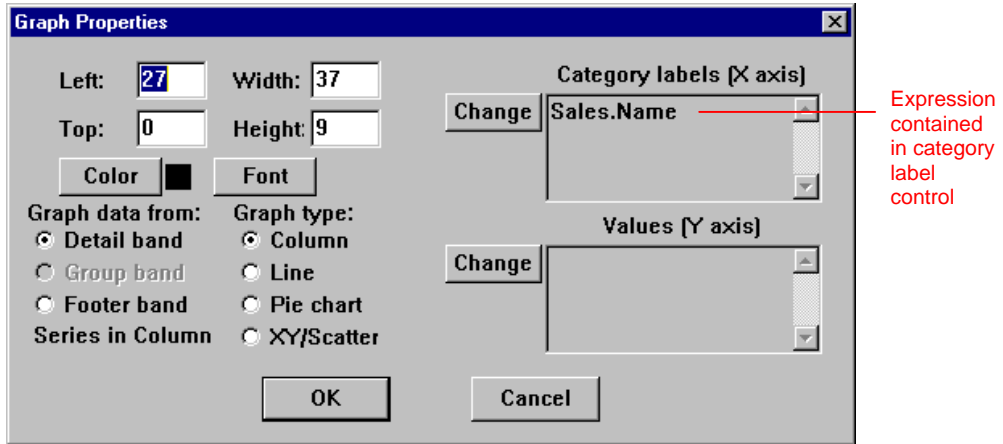 Graph Properties
Left: 27 Width: 37
Top: 0 Height: 9
Color Font
Graph data from: Graph type:
Detail band Column
Group band Line
Footer band Pie chart
Series in Column XY/Scatter
Category labels (X axis)
Change Sales.Name
Values (Y axis)
Change
OK Cancel
Expression
contained
in category
label
control